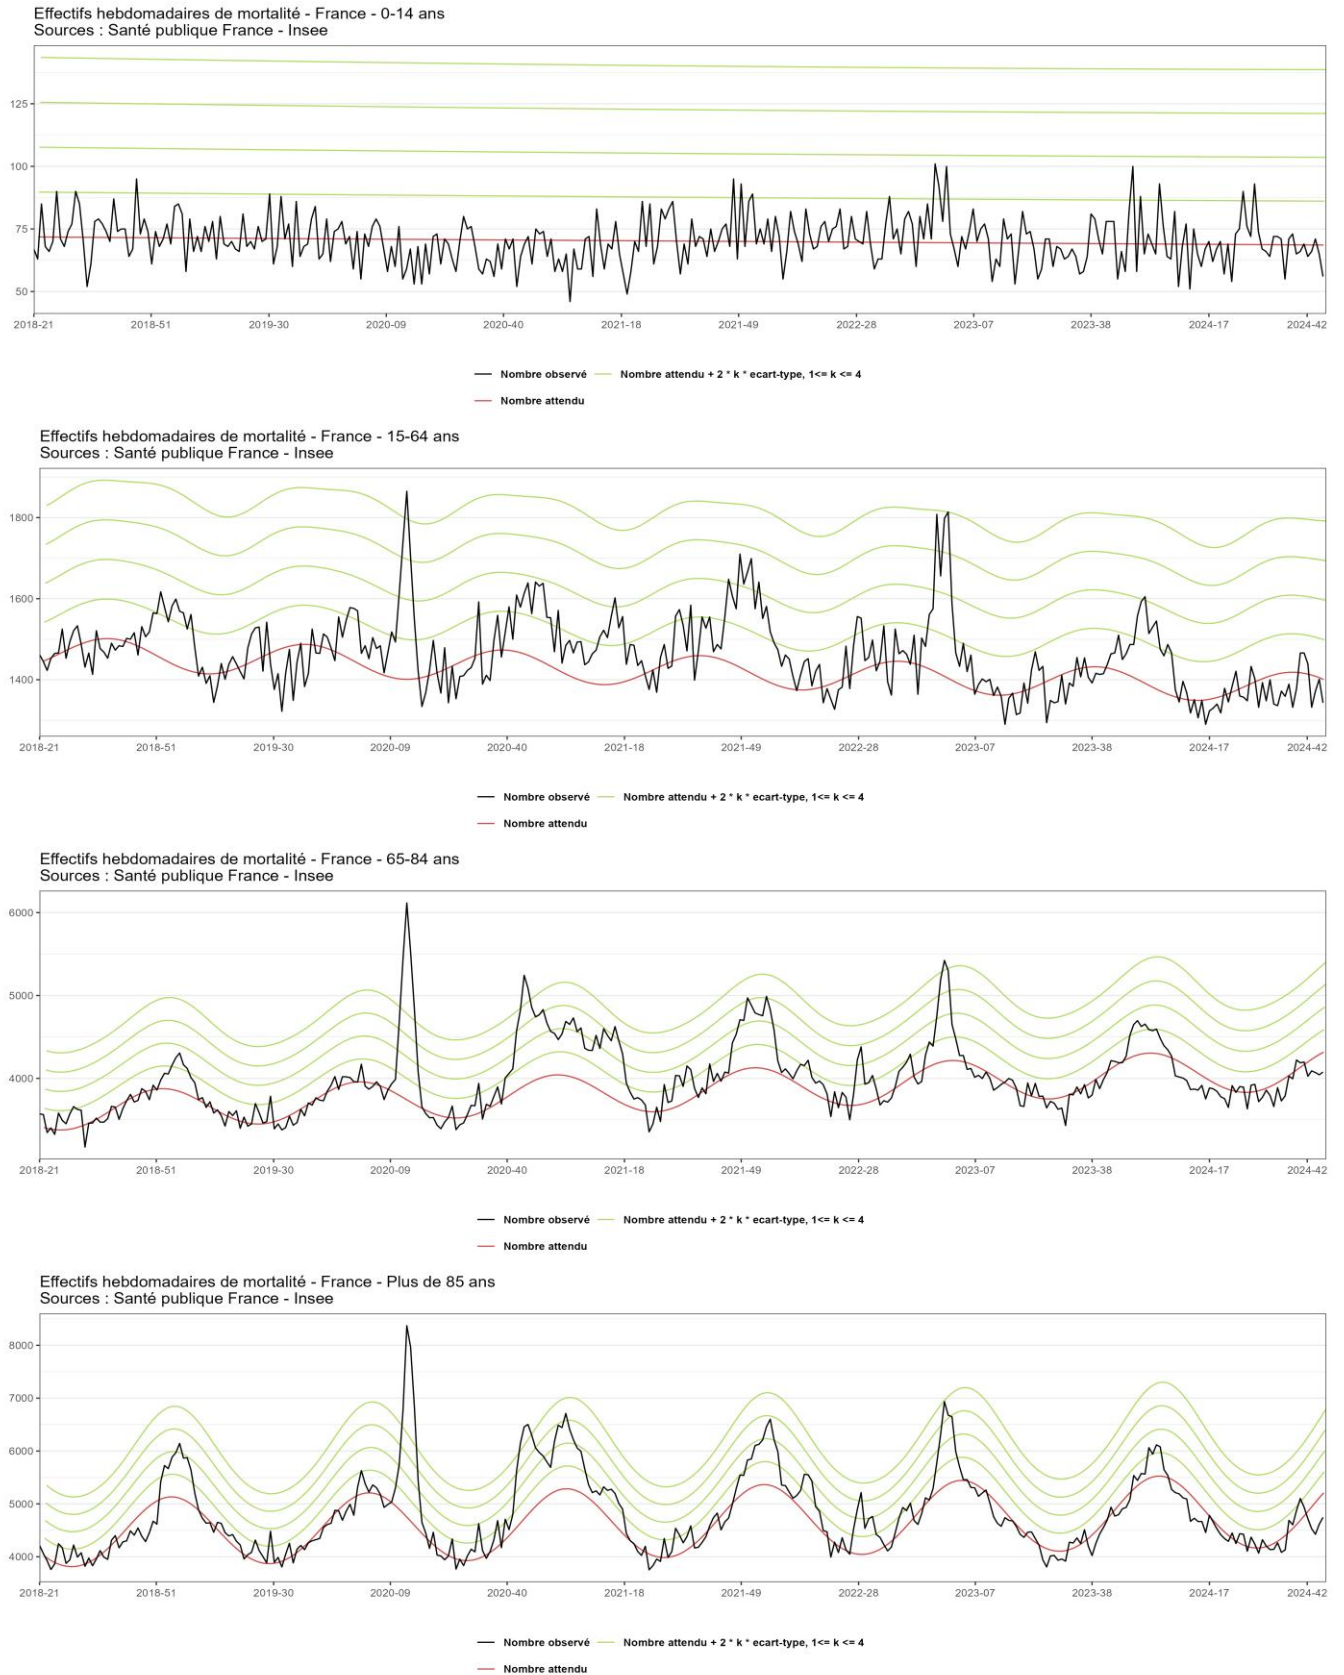 Effectifs hebdomadaires de mortalité - France - 0-14 ans
Sources : Santé publique France - Insee
125
100
75
50
2018-21 2018-51 2019-30 2020-09 2020-40 2021-18 2021-49 2022-28 2023-07 2023-38 2024-17 2024-42
Nombre observé Nombre attendu + 2 * k * ecart-type, 1<= k <= 4
Nombre attendu
Effectifs hebdomadaires de mortalité - France - 15-64 ans
Sources : Santé publique France - Insee
1800
1600
1400
2018-21 2018-51 2019-30 2020-09 2020-40 2021-18 2021-49 2022-28 2023-07 2023-38 2024-17 2024-42
Nombre observé Nombre attendu + 2 * k * ecart-type, 1<= k <= 4
Nombre attendu
Effectifs hebdomadaires de mortalité - France - 65-84 ans
Sources : Santé publique France - Insee
6000
5000
4000
2018-21 2018-51 2019-30 2020-09 2020-40 2021-18 2021-49 2022-28 2023-07 2023-38 2024-17 2024-42
Nombre observé Nombre attendu + 2 * k * ecart-type, 1<= k <= 4
Nombre attendu
Effectifs hebdomadaires de mortalité - France - Plus de 85 ans
Sources : Santé publique France - Insee
8000
7000
6000
5000
4000
2018-21 2018-51 2019-30 2020-09 2020-40 2021-18 2021-49 2022-28 2023-07 2023-38 2024-17 2024-42
Nombre observé Nombre attendu + 2 * k * ecart-type, 1<= k <= 4
Nombre attendu